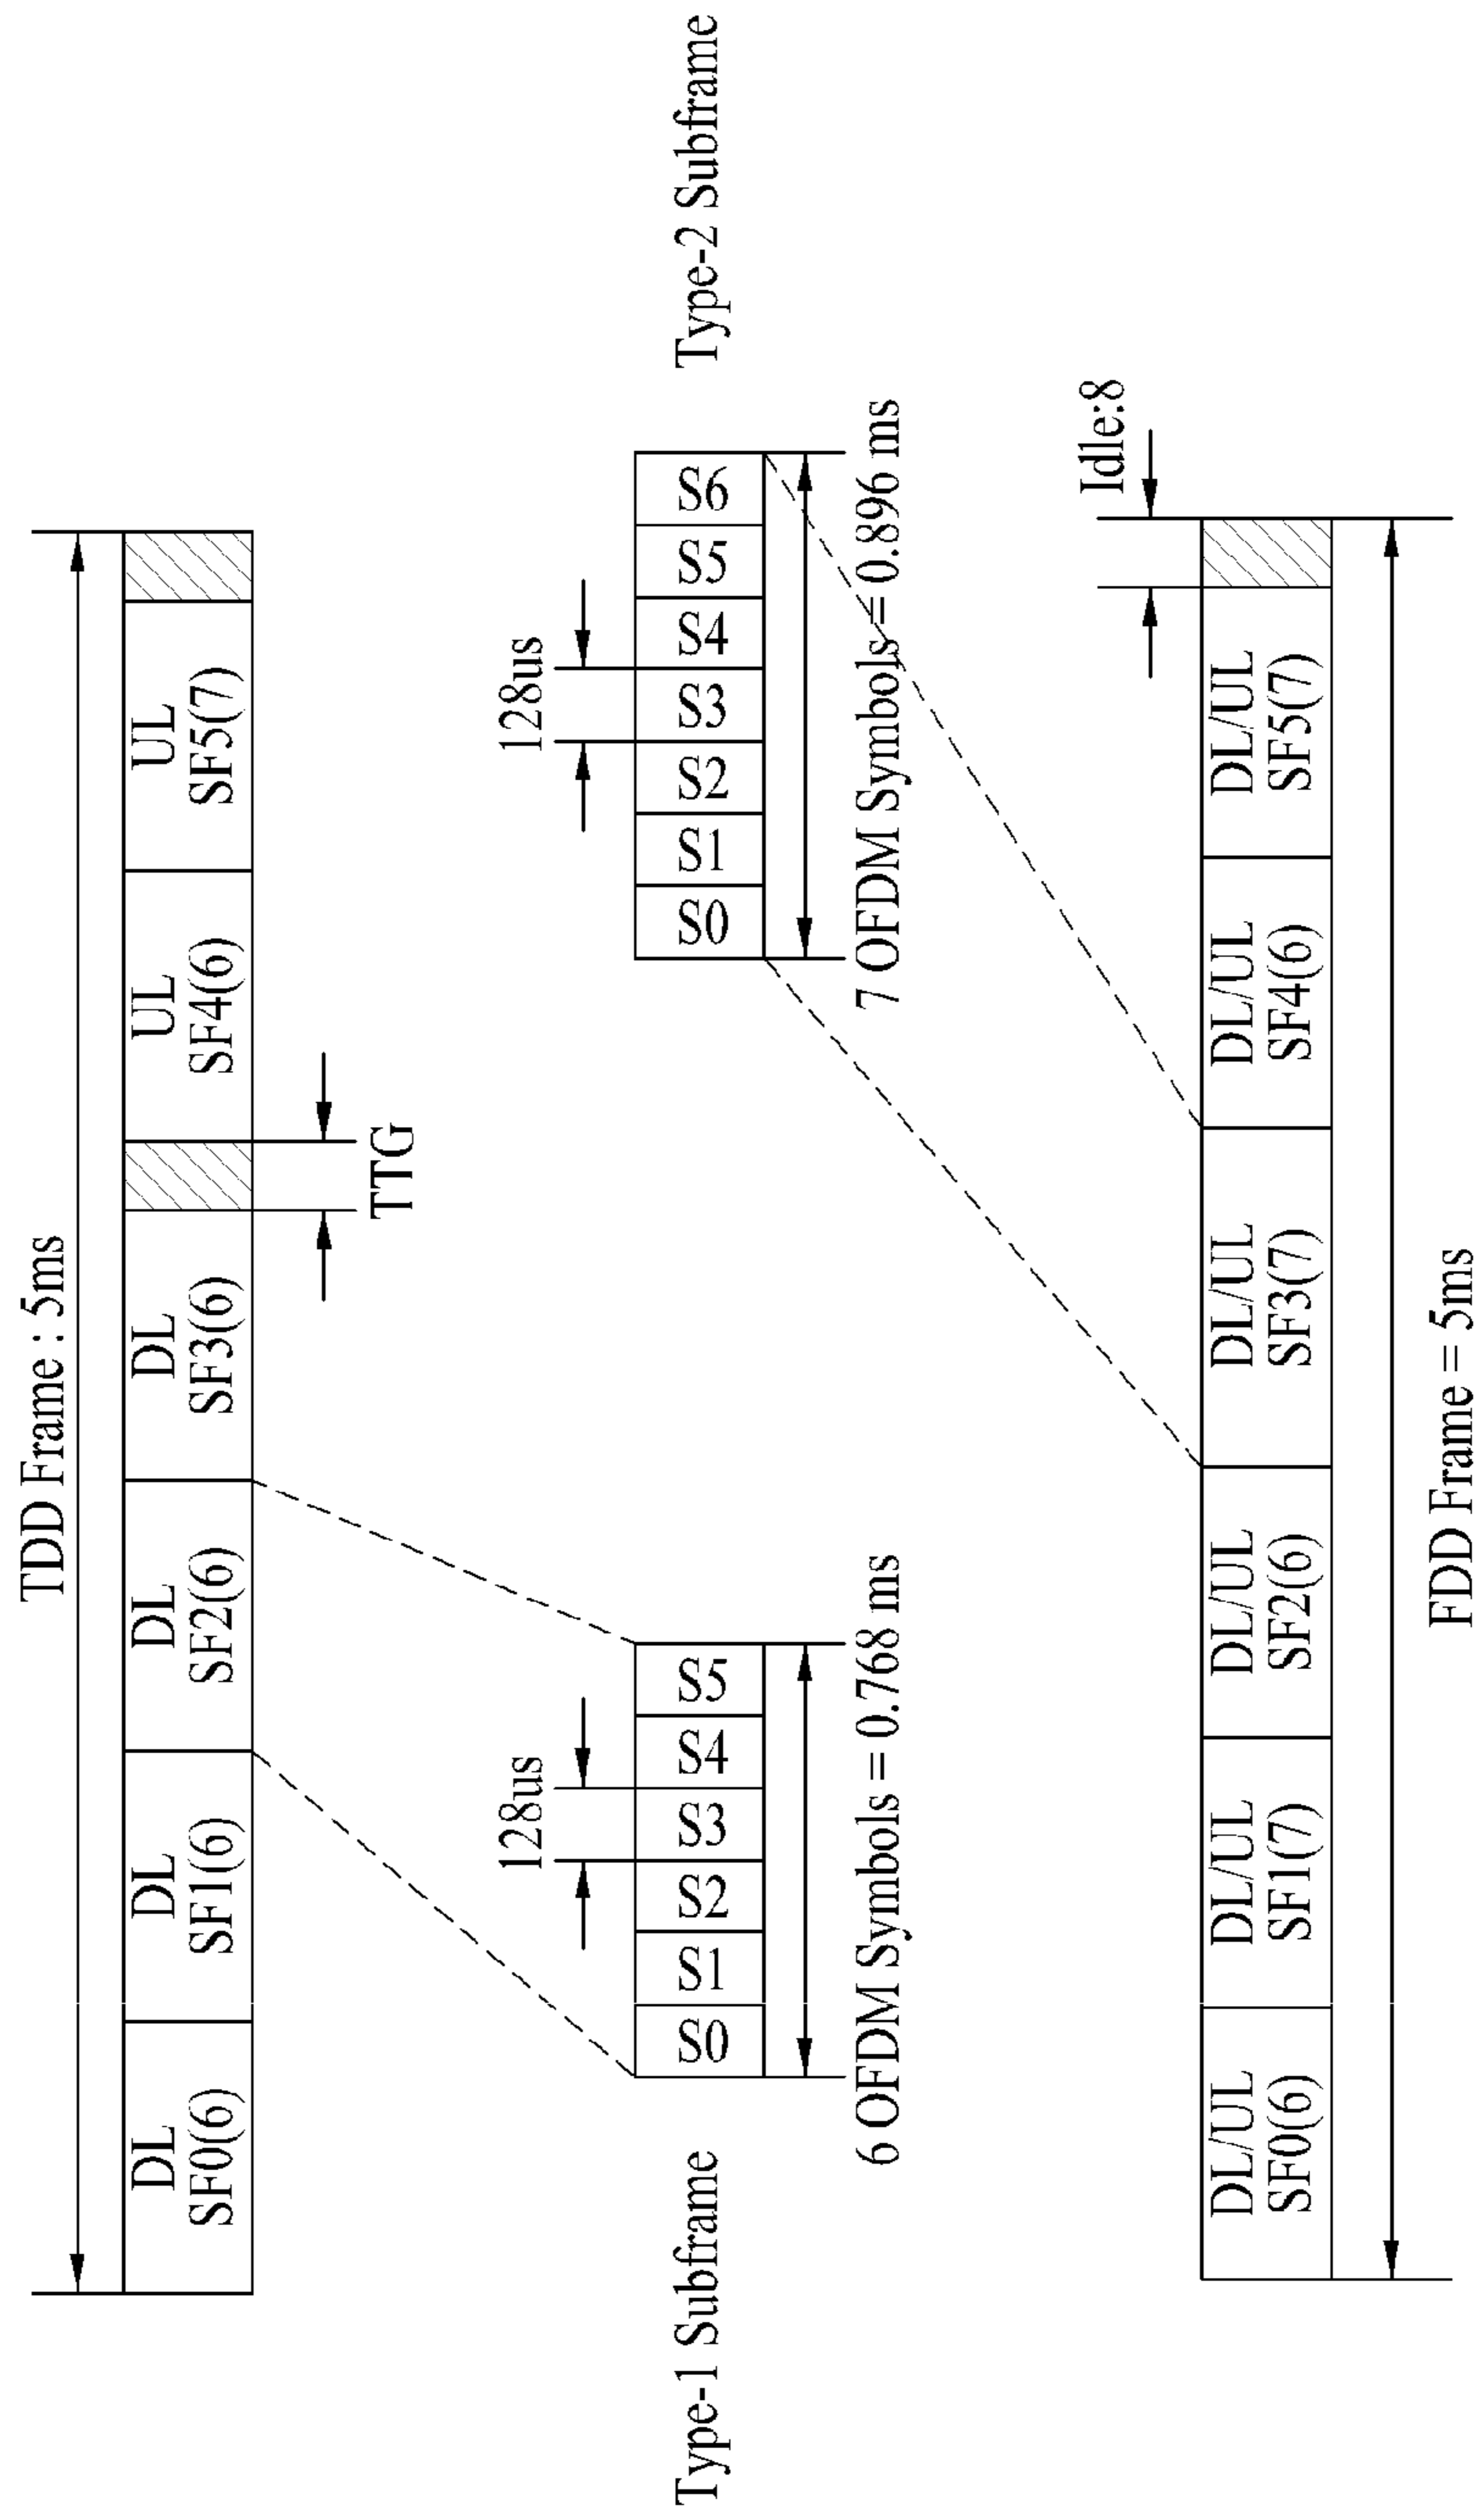 TDD Frame : 5ms
DL
SF0(6)
DL
SF1(6)
DL
SF2(6)
DL
SF3(6)
UL
SF4(6)
UL
SF5(7)
TTG
128us
128us
Type-1 Subframe
S0
S1
S2
S3
S4
S5
S0
S1
S2
S3
S4
S5
S6
Type-2 Subframe
6 OFDM Symbols = 0.768 ms
7 OFDM Symbols = 0.896 ms
Idle:8
DL/UL
SF0(6)
DL/UL
SF1(7)
DL/UL
SF2(6)
DL/UL
SF3(7)
DL/UL
SF4(6)
DL/UL
SF5(7)
FDD Frame = 5ms